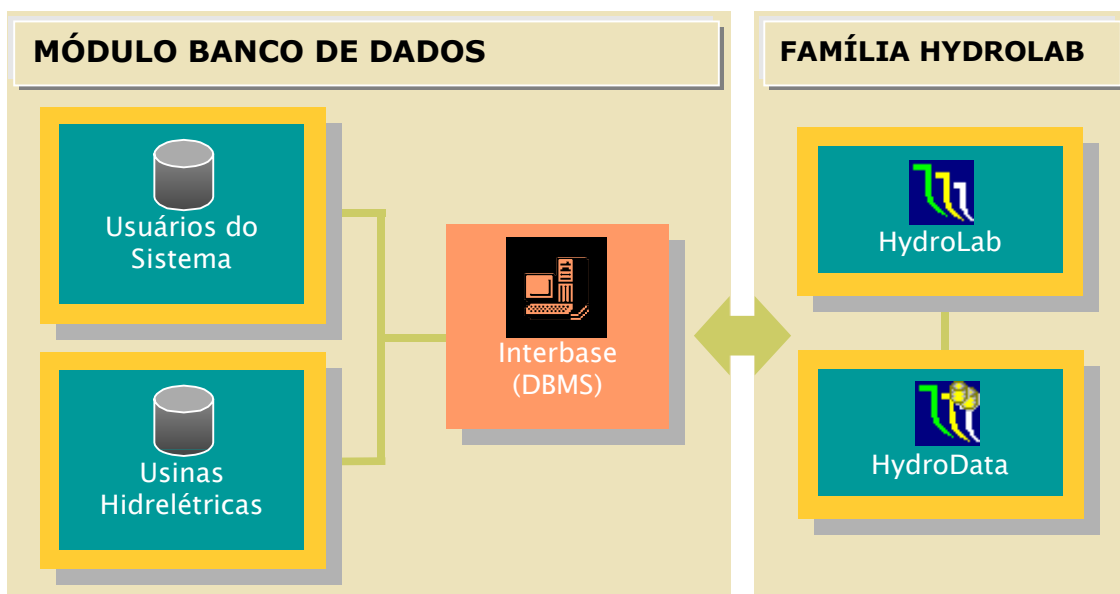 MÓDULO BANCO DE DADOS
Usuários do
Sistema
Usinas
Hidrelétricas
Interbase
(DBMS)
FAMÍLIA HYDROLAB
HydroLab
HydroData